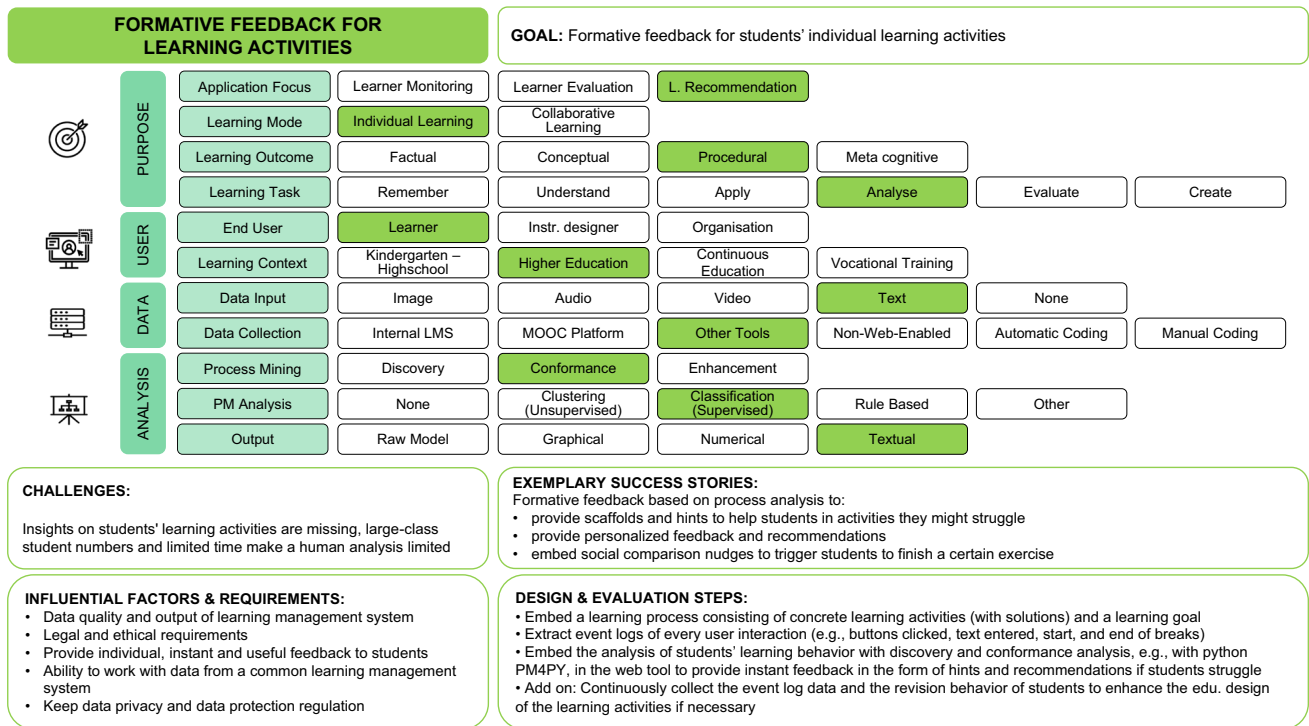 FORMATIVE FEEDBACK FOR
LEARNING ACTIVITIES
GOAL: Formative feedback for students' individual learning activities
PURPOSE
Application Focus
Learner Monitoring
Learner Evaluation
L. Recommendation
Learning Mode
Individual Learning
Collaborative
Learning
Learning Outcome
Factual
Conceptual
Procedural
Meta cognitive
Learning Task
Remember
Understand
Apply
Analyse
Evaluate
Create
USER
End User
Learner
Instr. designer
Organisation
Learning Context
Kindergarten –
Highschool
Higher Education
Continuous
Education
Vocational Training
DATA
Data Input
Image
Audio
Video
Text
None
Data Collection
Internal LMS
MOOC Platform
Other Tools
Non-Web-Enabled
Automatic Coding
Manual Coding
ANALYSIS
Process Mining
Discovery
Conformance
Enhancement
PM Analysis
None
Clustering
(Unsupervised)
Classification
(Supervised)
Rule Based
Other
Output
Raw Model
Graphical
Numerical
Textual
CHALLENGES:
Insights on students' learning activities are missing, large-class
student numbers and limited time make a human analysis limited
EXEMPLARY SUCCESS STORIES:
Formative feedback based on process analysis to:
• provide scaffolds and hints to help students in activities they might struggle
• provide personalized feedback and recommendations
• embed social comparison nudges to trigger students to finish a certain exercise
INFLUENTIAL FACTORS & REQUIREMENTS:
• Data quality and output of learning management system
• Legal and ethical requirements
• Provide individual, instant and useful feedback to students
• Ability to work with data from a common learning management
system
• Keep data privacy and data protection regulation
DESIGN & EVALUATION STEPS:
• Embed a learning process consisting of concrete learning activities (with solutions) and a learning goal
• Extract event logs of every user interaction (e.g., buttons clicked, text entered, start, and end of breaks)
• Embed the analysis of students' learning behavior with discovery and conformance analysis, e.g., with python
PM4PY, in the web tool to provide instant feedback in the form of hints and recommendations if students struggle
• Add on: Continuously collect the event log data and the revision behavior of students to enhance the edu. design
of the learning activities if necessary